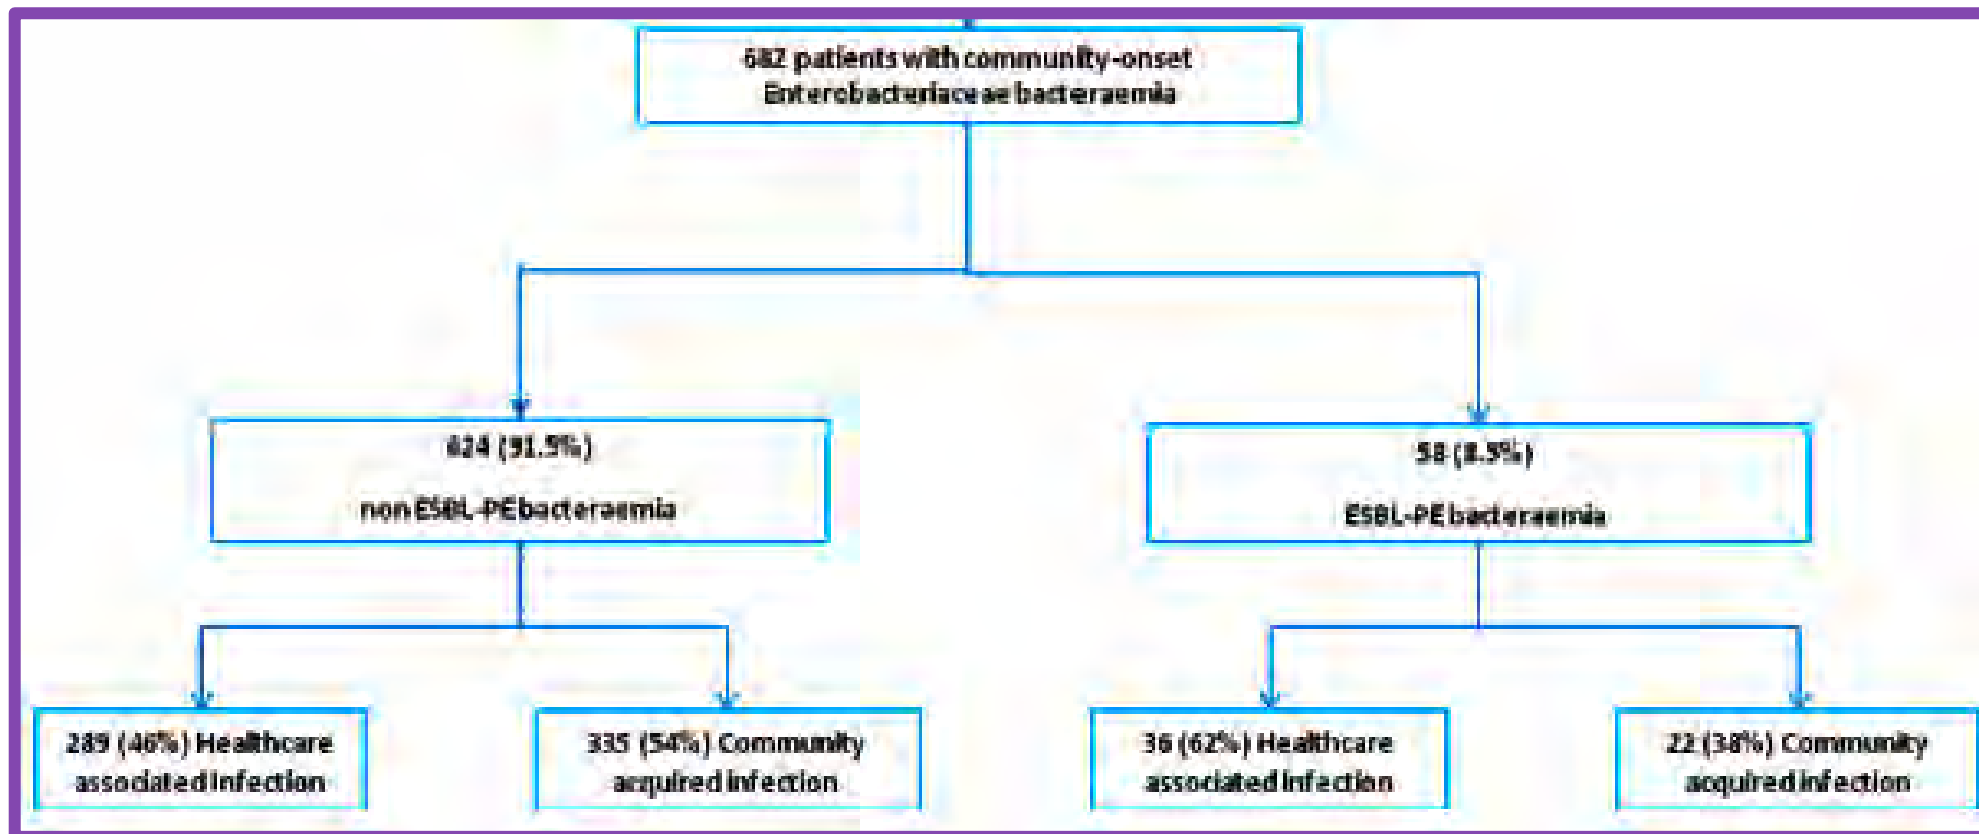 682 patients with community-onset
Enterobacteriaceae bacteraemia
624 (91.5%)
non ESBL-PE bacteraemia
58 (8.5%)
ESBL-PE bacteraemia
289 (46%) Healthcare
associated infection
335 (54%) Community
acquired infection
36 (62%) Healthcare
associated infection
22 (38%) Community
acquired infection